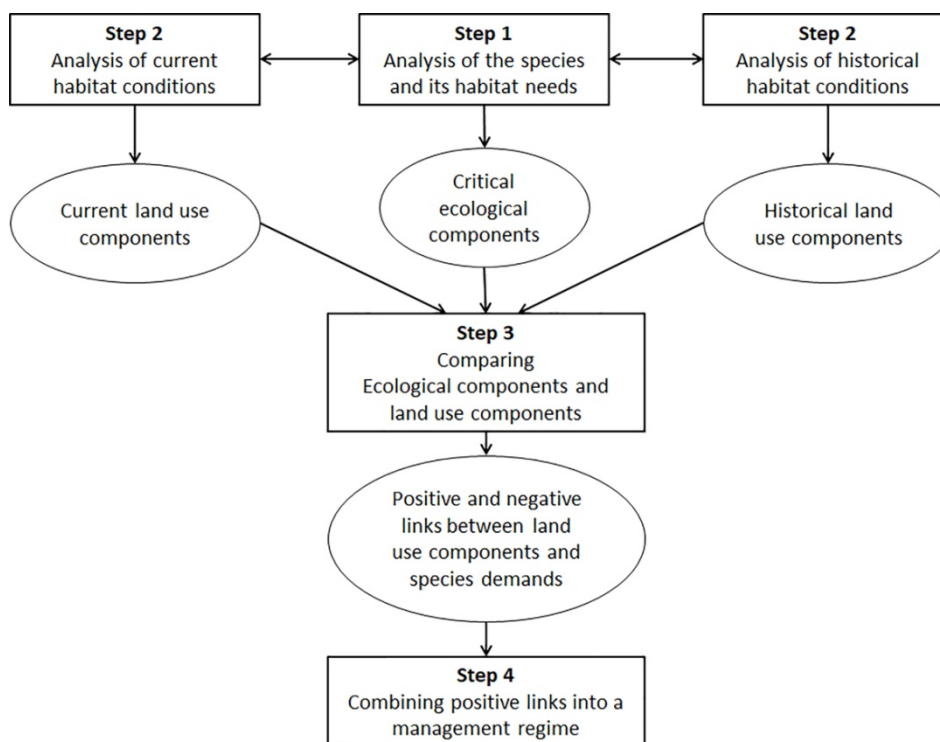 Step 2
Analysis of current
habitat conditions
Step 1
Analysis of the species
and its habitat needs
Step 2
Analysis of historical
habitat conditions
Current land use
components
Critical
ecological
components
Historical land
use components
Step 3
Comparing
Ecological components and
land use components
Positive and negative
links between land
use components and
species demands
Step 4
Combining positive links into a
management regime